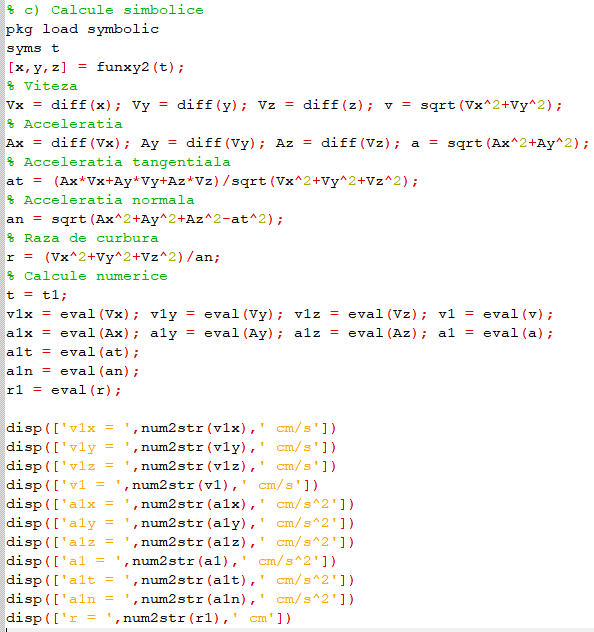 % c) Calcule simbolice
pkg load symbolic
syms t
[x,y,z] = funxy2(t);
% Viteza
Vx = diff(x); Vy = diff(y); Vz = diff(z); v = sqrt(Vx^2+Vy^2);
% Acceleratia
Ax = diff(Vx); Ay = diff(Vy); Az = diff(Vz); a = sqrt(Ax^2+Ay^2);
% Acceleratia tangentiala
at = (Ax*Vx+Ay*Vy+Az*Vz)/sqrt(Vx^2+Vy^2+Vz^2);
% Acceleratia normala
an = sqrt(Ax^2+Ay^2+Az^2-at^2);
% Raza de curbura
r = (Vx^2+Vy^2+Vz^2)/an;
% Calcule numerice
t = t1;
v1x = eval(Vx); v1y = eval(Vy); v1z = eval(Vz); v1 = eval(v);
a1x = eval(Ax); a1y = eval(Ay); a1z = eval(Az); a1 = eval(a);
a1t = eval(at);
a1n = eval(an);
r1 = eval(r);
disp(['v1x = ',num2str(v1x),' cm/s'])
disp(['v1y = ',num2str(v1y),' cm/s'])
disp(['v1z = ',num2str(v1z),' cm/s'])
disp(['v1 = ',num2str(v1),' cm/s'])
disp(['a1x = ',num2str(a1x),' cm/s^2'])
disp(['a1y = ',num2str(a1y),' cm/s^2'])
disp(['a1z = ',num2str(a1z),' cm/s^2'])
disp(['a1 = ',num2str(a1),' cm/s^2'])
disp(['a1t = ',num2str(a1t),' cm/s^2'])
disp(['a1n = ',num2str(a1n),' cm/s^2'])
disp(['r = ',num2str(r1),' cm'])